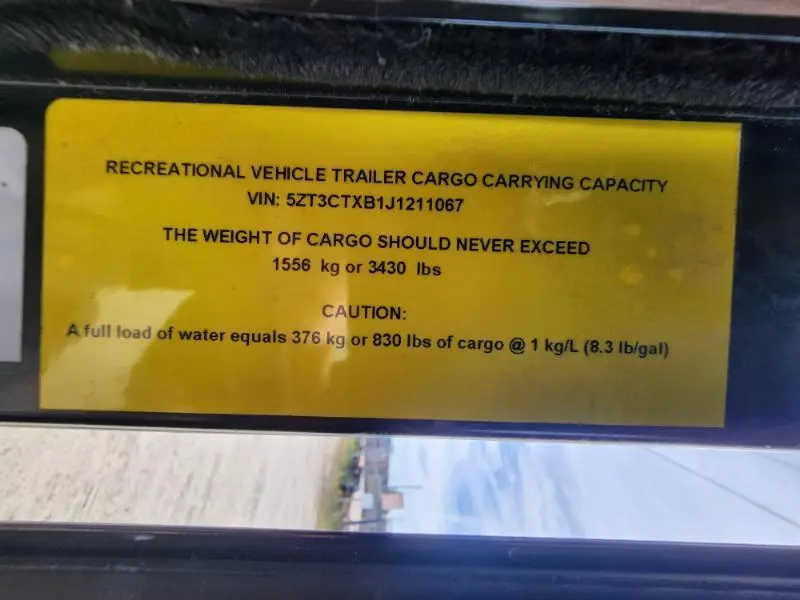 RECREATIONAL VEHICLE TRAILER CARGO CARRYING CAPACITY
VIN: 5ZT3CTXB1J1211067
THE WEIGHT OF CARGO SHOULD NEVER EXCEED
1556 kg or 3430 lbs
CAUTION:
A full load of water equals 376 kg or 830 lbs of cargo @ 1 kg/L (8.3 lb/gal)